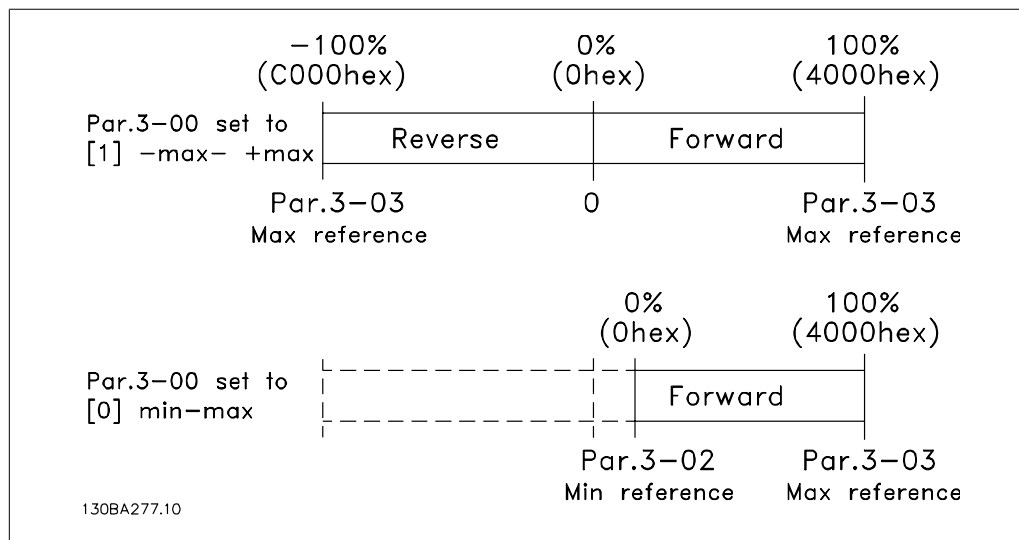 -100% 0% 100%
(C000hex) (0hex) (4000hex)
Par.3-00 set to
[1] -max- +max
Reverse Forward
Par.3-03 0 Par.3-03
Max reference Max reference
0% 100%
(0hex) (4000hex)
Par.3-00 set to
[0] min-max
Forward
Par.3-02 Par.3-03
Min reference Max reference
130BA277.10